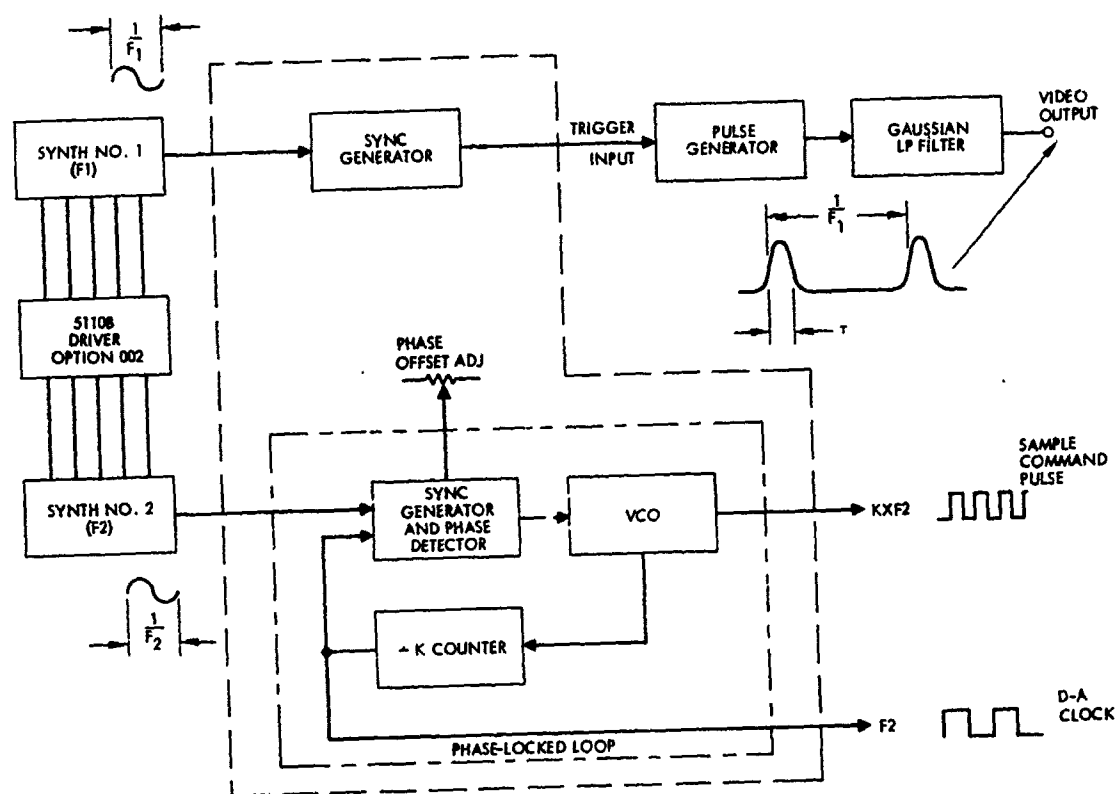 1
F1
SYNTH NO. 1
(F1)
SYNC
GENERATOR
TRIGGER
INPUT
PULSE
GENERATOR
GAUSSIAN
LP FILTER
VIDEO
OUTPUT
1
F1
T
5110B
DRIVER
OPTION 002
PHASE
OFFSET ADJ
SYNTH NO. 2
(F2)
SYNC
GENERATOR
AND PHASE
DETECTOR
VCO
KXF2
SAMPLE
COMMAND
PULSE
1
F2
÷ K COUNTER
F2
D-A
CLOCK
PHASE-LOCKED LOOP